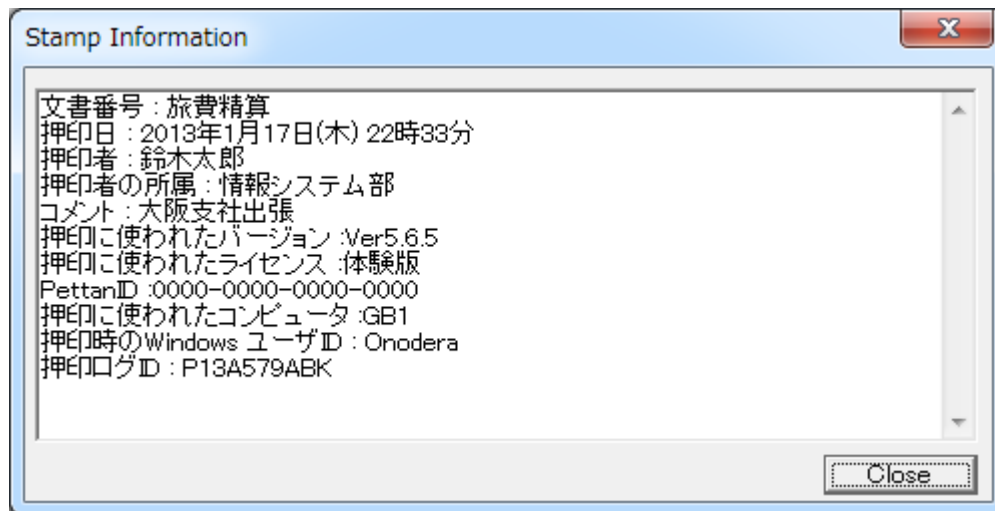 Stamp Information
文書番号 : 旅費精算
押印日 : 2013年1月17日(木) 22時33分
押印者 : 鈴木太郎
押印者の所属 : 情報システム部
コメント : 大阪支社出張
押印に使われたバージョン :Ver5.6.5
押印に使われたライセンス :体験版
PettanID :0000-0000-0000-0000
押印に使われたコンピュータ :GB1
押印時のWindows ユーザID : Onodera
押印ログID : P13A579ABK
Close